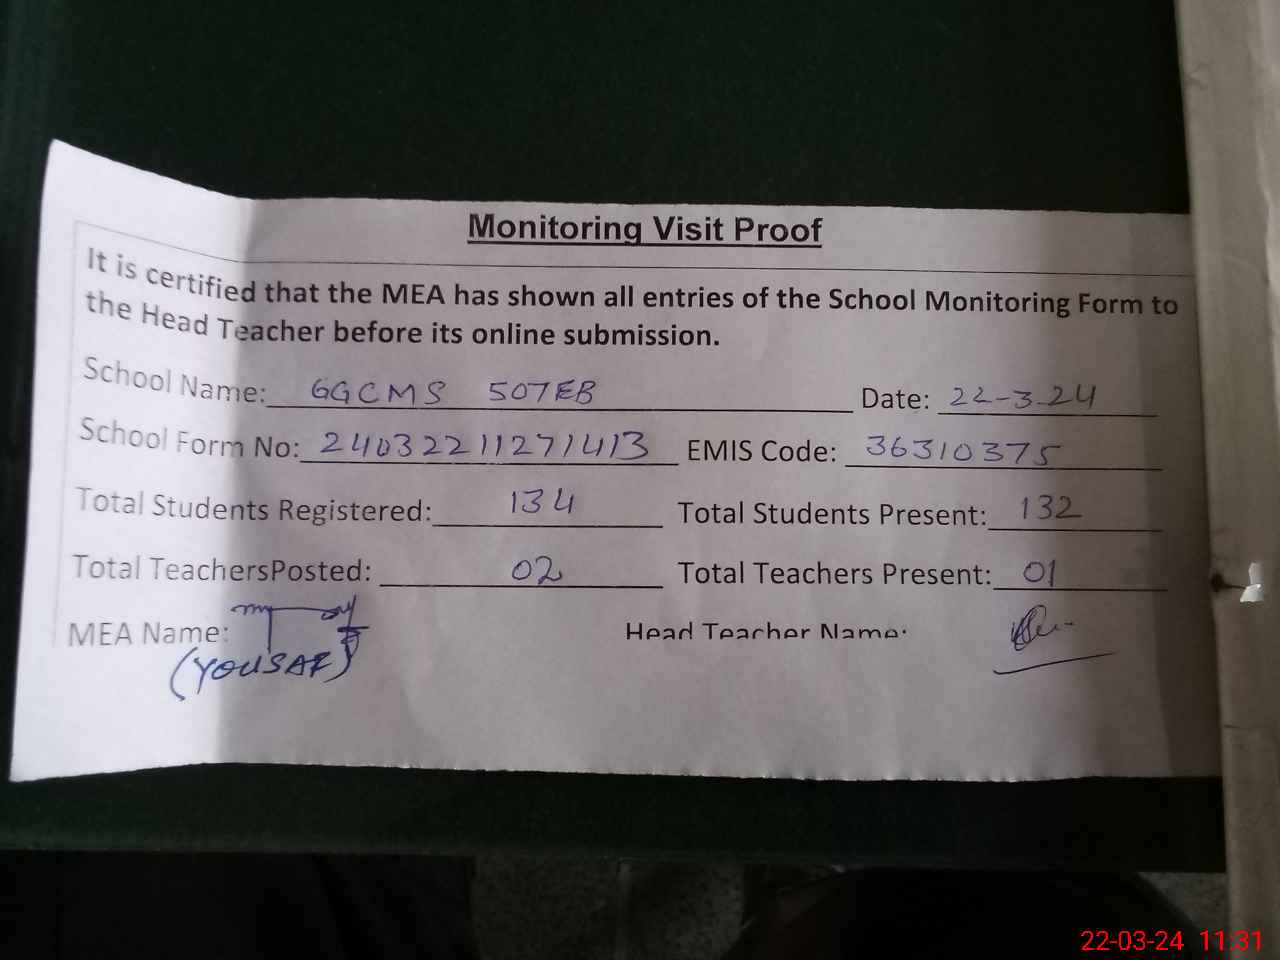 Monitoring Visit Proof
It is certified that the MEA has shown all entries of the School Monitoring Form to
the Head Teacher before its online submission.
School Name: GGCMS 507EB Date: 22-3-24
School Form No: 24032211271413 EMIS Code: 36310375
Total Students Registered: 134 Total Students Present: 132
Total TeachersPosted: 02 Total Teachers Present: 01
MEA Name: Head Teacher Name:
(YOUSAF)
22-03-24 11:31